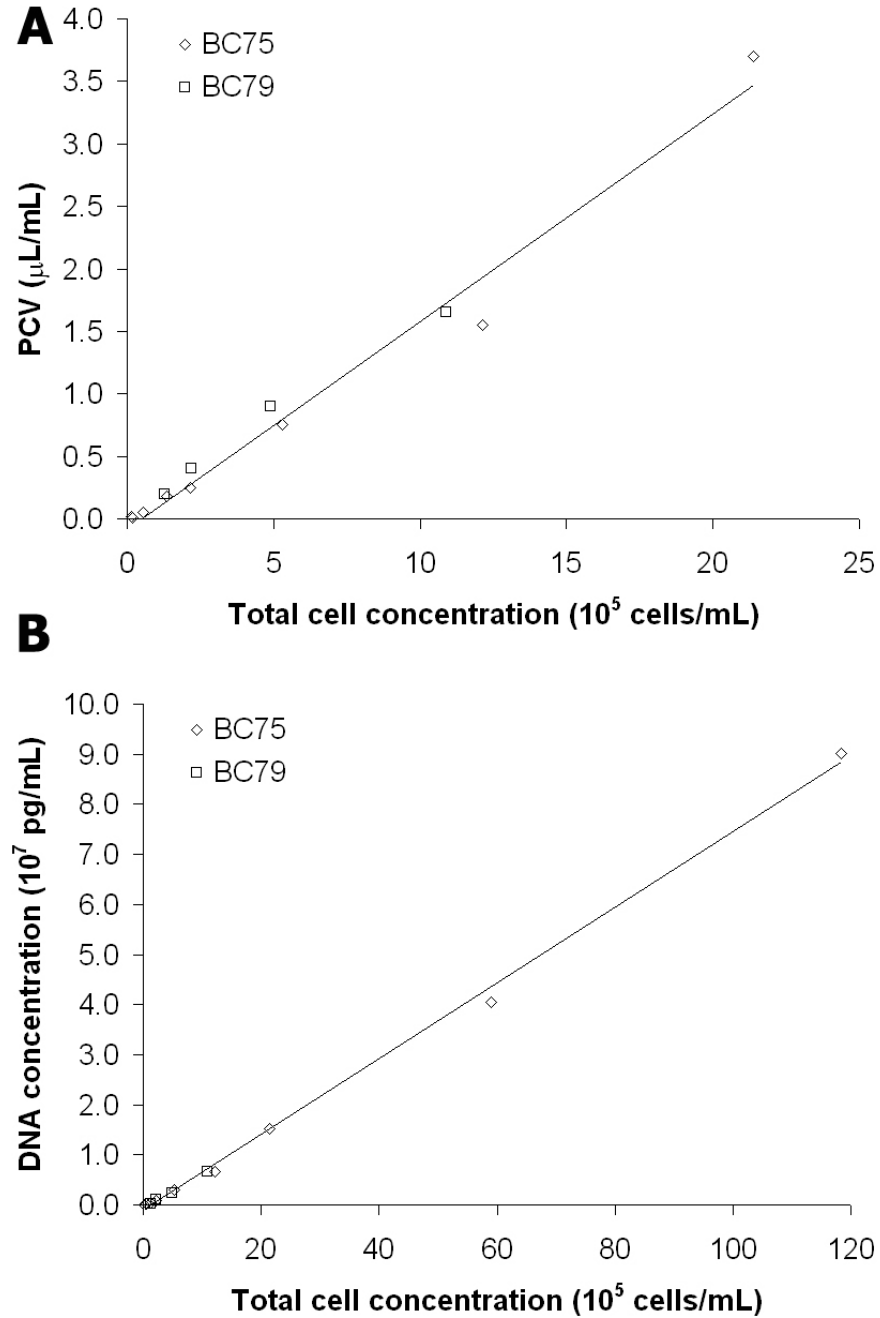 A
BC75
BC79
PCV (μL/mL)
4.0
3.5
3.0
2.5
2.0
1.5
1.0
0.5
0.0
0 5 10 15 20 25
Total cell concentration (10⁵ cells/mL)
B
BC75
BC79
DNA concentration (10⁷ pg/mL)
10.0
9.0
8.0
7.0
6.0
5.0
4.0
3.0
2.0
1.0
0.0
0 20 40 60 80 100 120
Total cell concentration (10⁵ cells/mL)